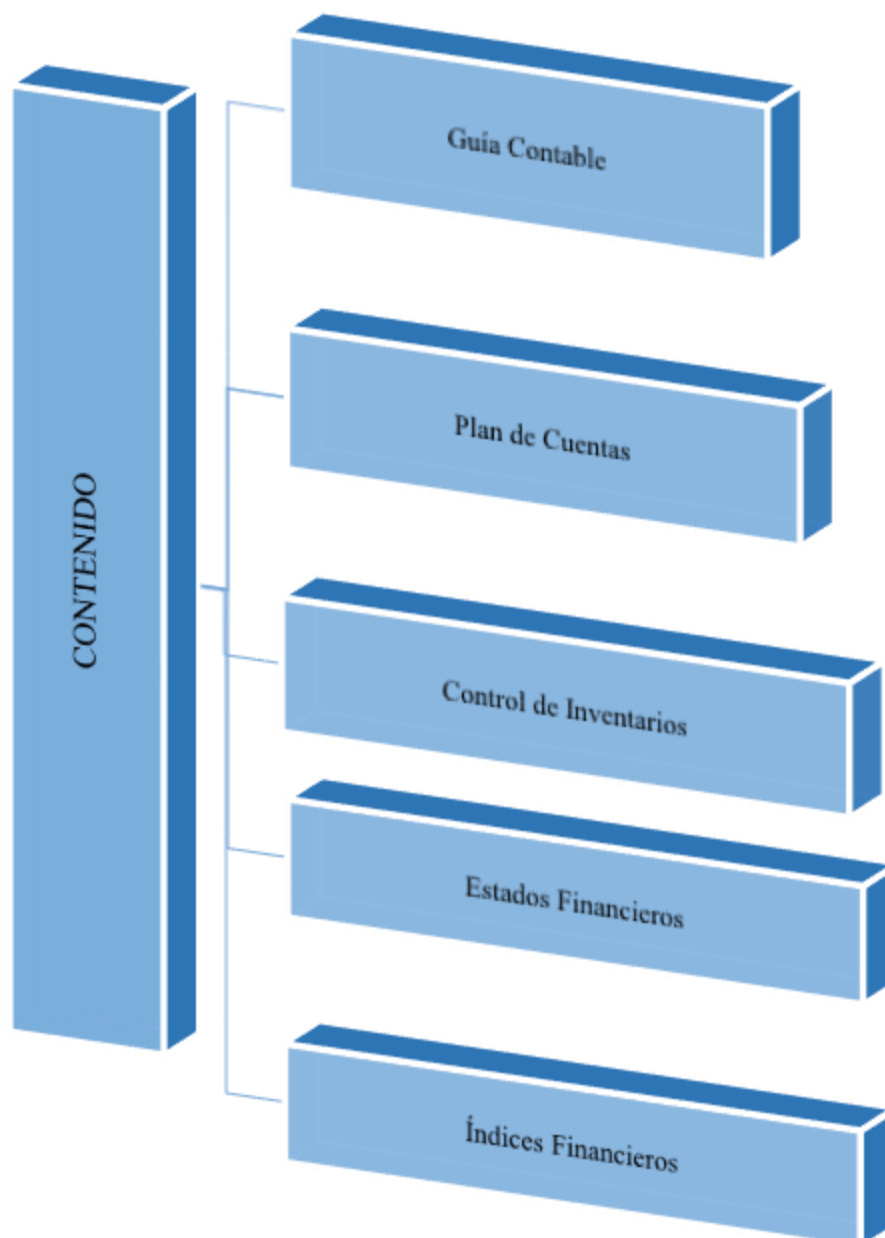 CONTENIDO
Guía Contable
Plan de Cuentas
Control de Inventarios
Estados Financieros
Índices Financieros